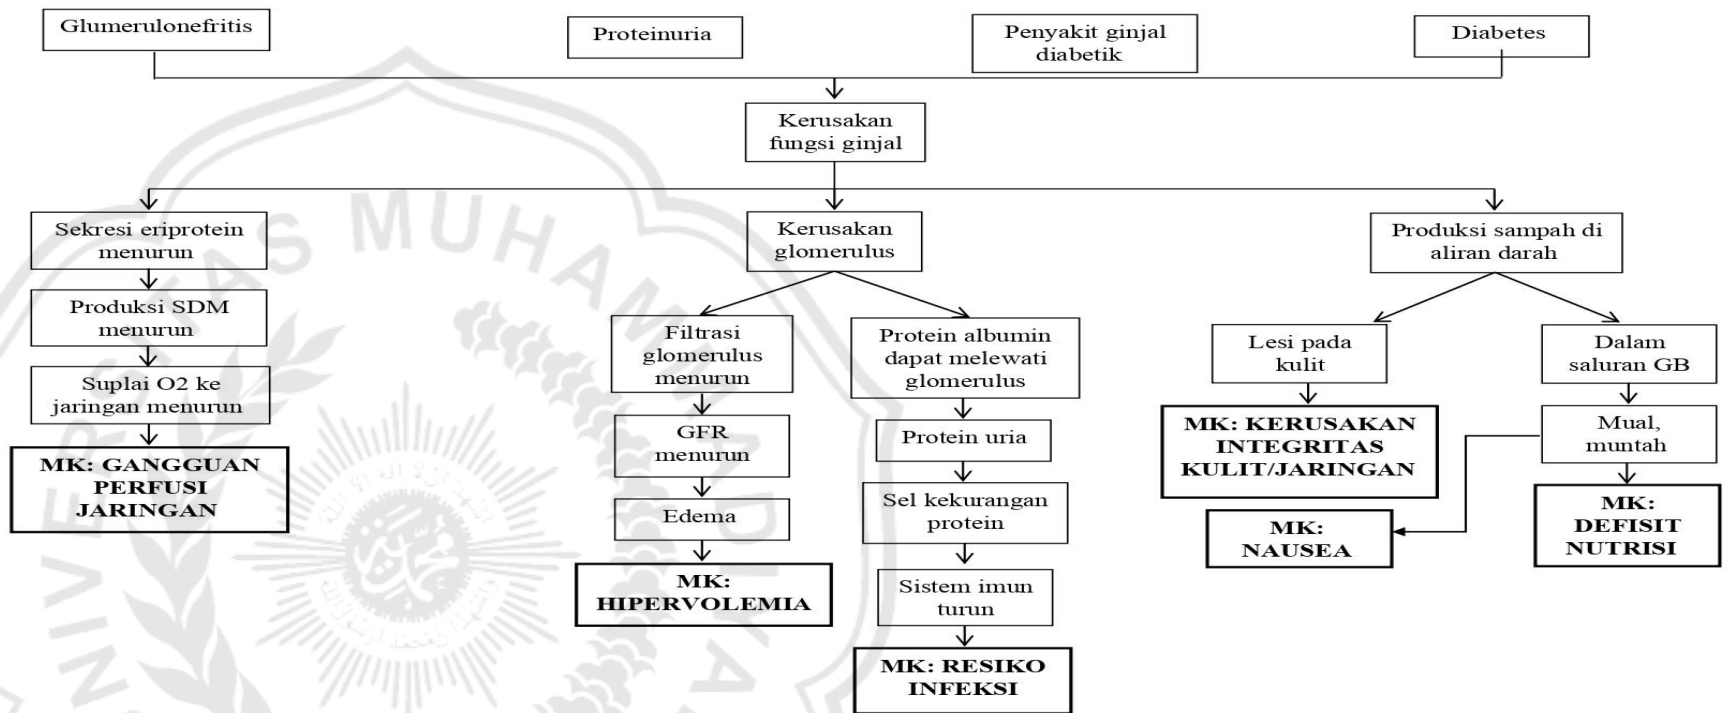 Glumerulonefritis
Proteinuria
Penyakit ginjal
diabetik
Diabetes
Kerusakan
fungsi ginjal
Sekresi eriprotein
menurun
Produksi SDM
menurun
Suplai O2 ke
jaringan menurun
MK: GANGGUAN
PERFUSI
JARINGAN
Kerusakan
glomerulus
Filtrasi
glomerulus
menurun
GFR
menurun
Edema
MK:
HIPERVOLEMIA
Protein albumin
dapat melewati
glomerulus
Protein uria
Sel kekurangan
protein
Sistem imun
turun
MK: RESIKO
INFEKSI
Produksi sampah di
aliran darah
Lesi pada
kulit
MK: KERUSAKAN
INTEGRITAS
KULIT/JARINGAN
Dalam
saluran GB
Mual,
muntah
MK:
NAUSEA
MK:
DEFISIT
NUTRISI
NIVERSITAS MUHAMMADIYA